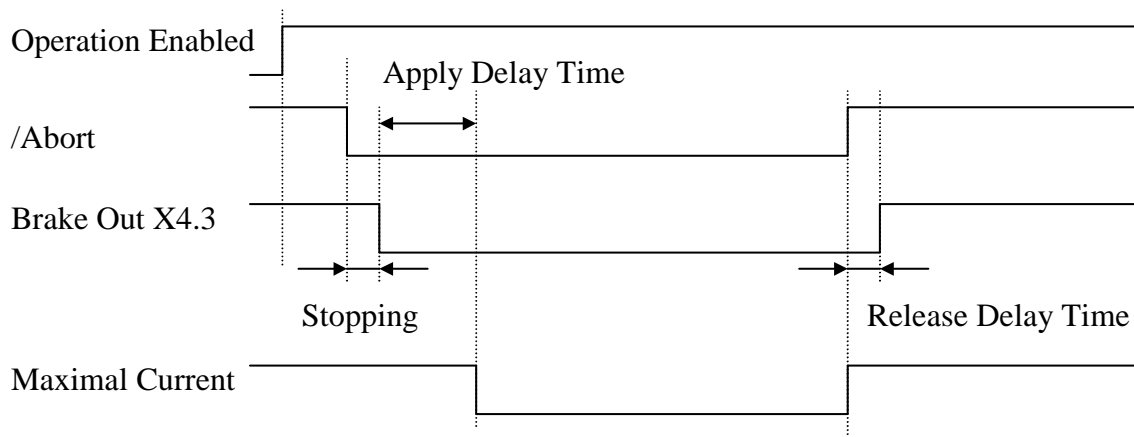 Operation Enabled
Apply Delay Time
/Abort
Brake Out X4.3
Stopping
Release Delay Time
Maximal Current